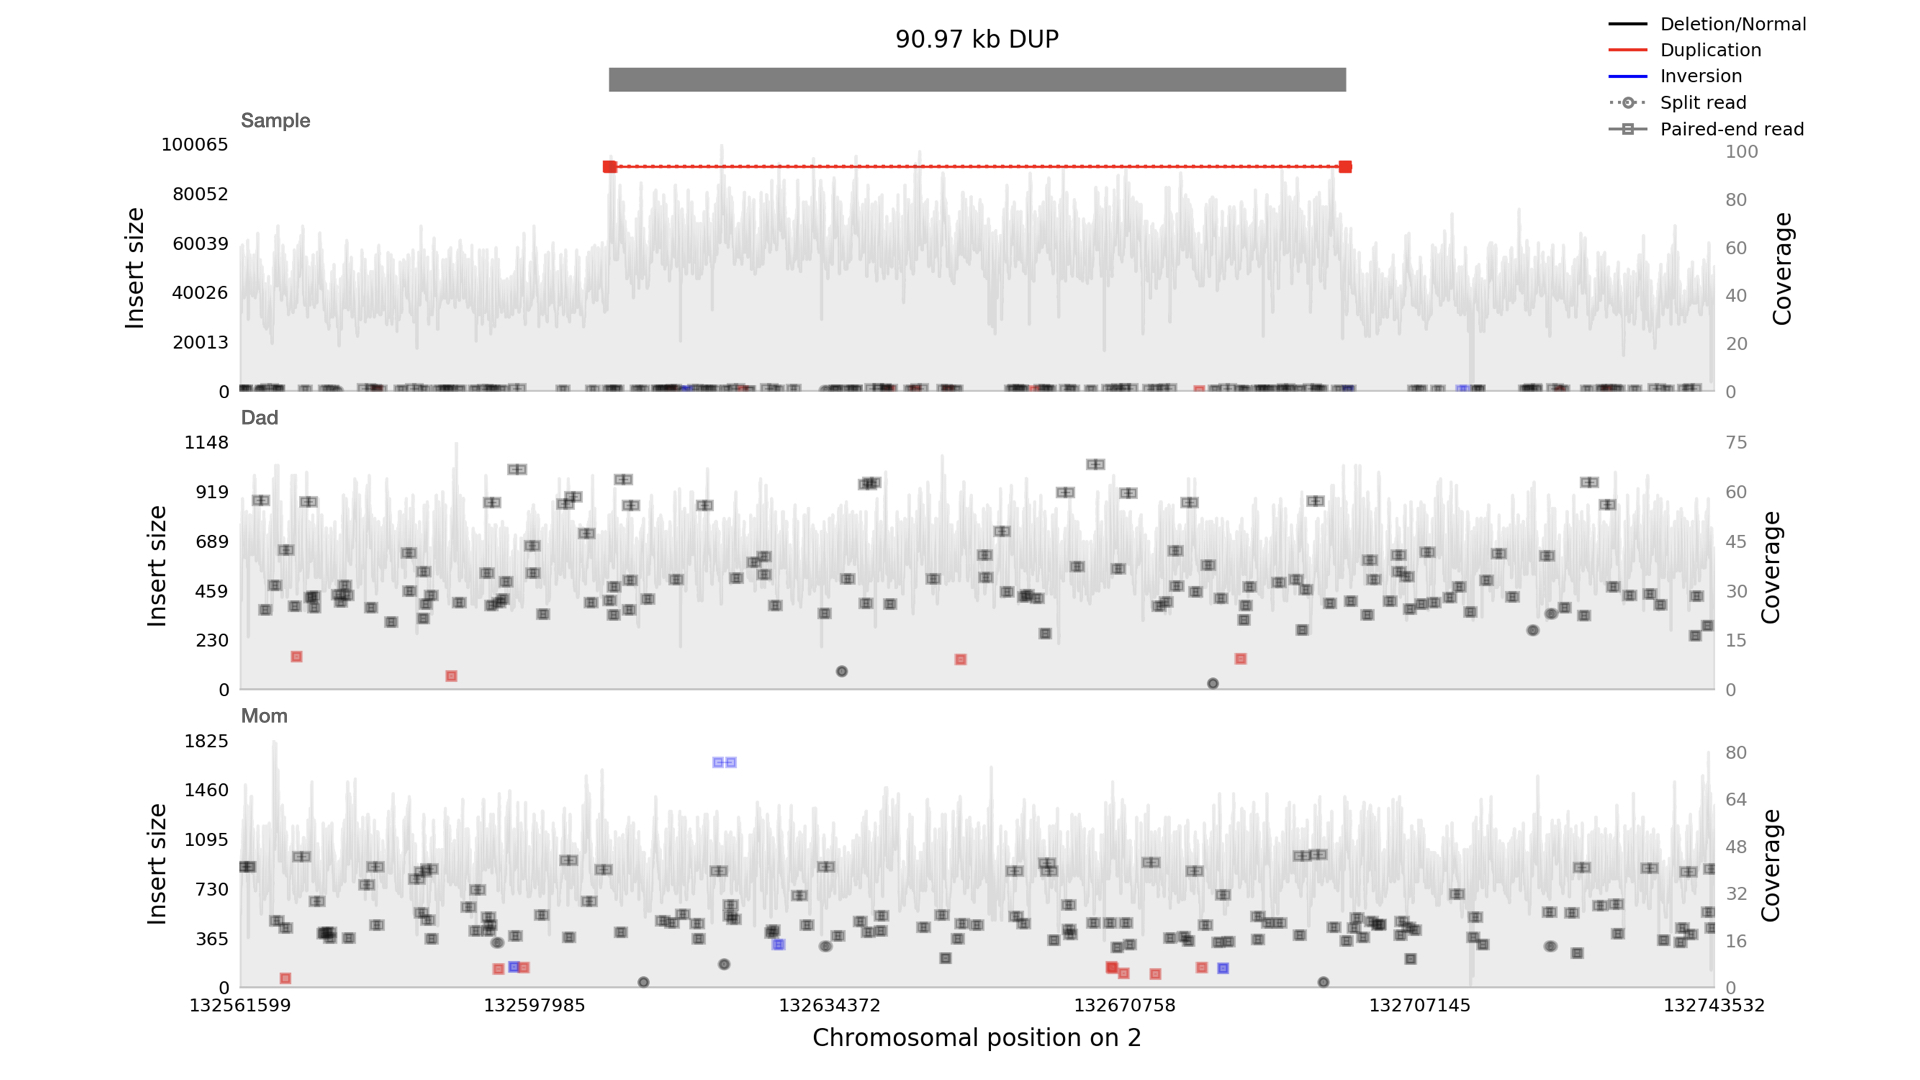 90.97 kb DUP
Deletion/Normal
Duplication
Inversion
Split read
Paired-end read
Sample
100065
80052
60039
40026
20013
0
Insert size
100
80
60
40
20
0
Coverage
Dad
1148
919
689
459
230
0
Insert size
75
60
45
30
15
0
Coverage
Mom
1825
1460
1095
730
365
0
Insert size
80
64
48
32
16
0
Coverage
132561599 132597985 132634372 132670758 132707145 132743532
Chromosomal position on 2